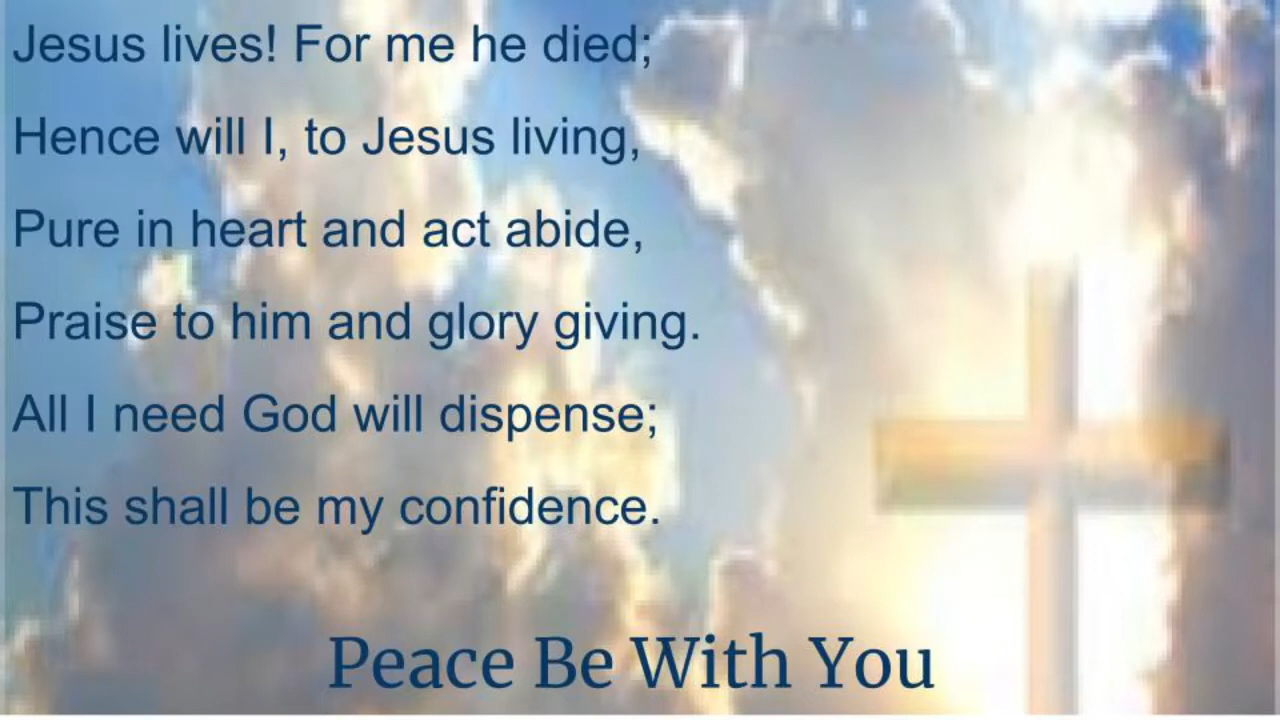 Jesus lives! For me he died;
Hence will I, to Jesus living,
Pure in heart and act abide,
Praise to him and glory giving.
All I need God will dispense;
This shall be my confidence.
Peace Be With You